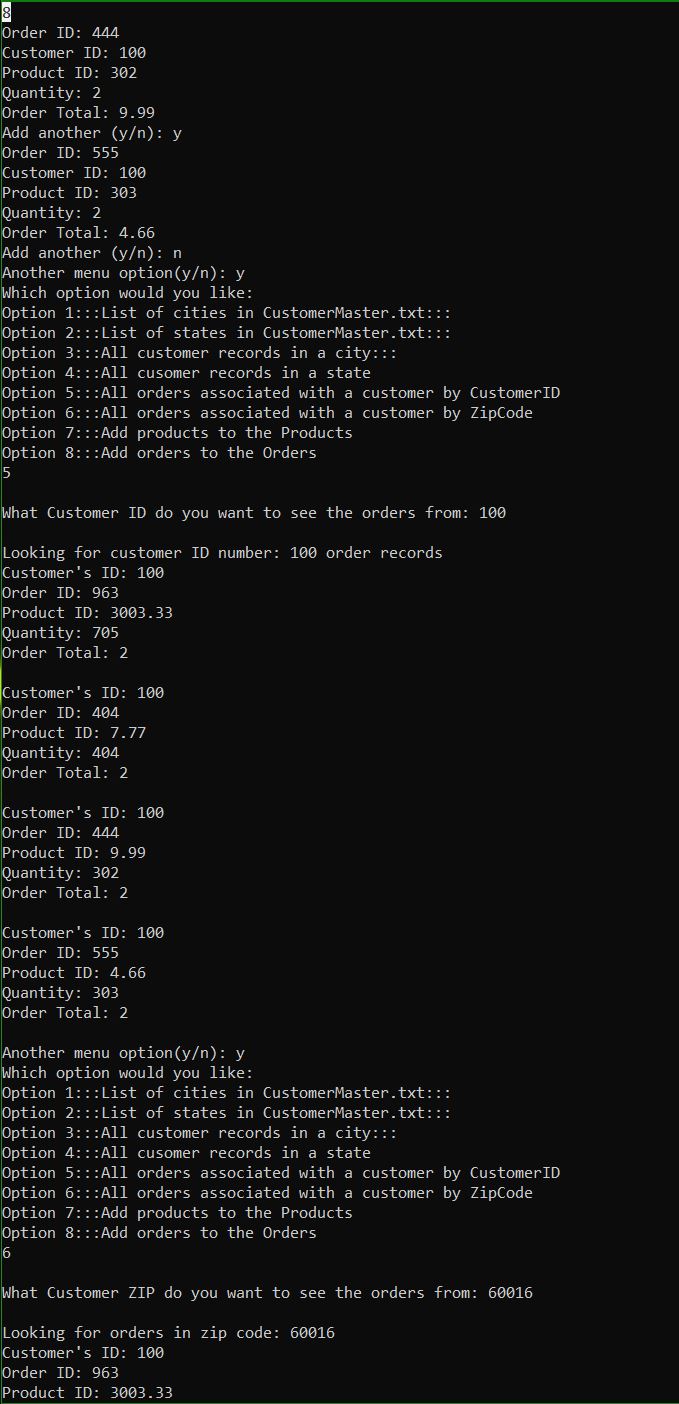 8
Order ID: 444
Customer ID: 100
Product ID: 302
Quantity: 2
Order Total: 9.99
Add another (y/n): y
Order ID: 555
Customer ID: 100
Product ID: 303
Quantity: 2
Order Total: 4.66
Add another (y/n): n
Another menu option(y/n): y
Which option would you like:
Option 1:::List of cities in CustomerMaster.txt:::
Option 2:::List of states in CustomerMaster.txt:::
Option 3:::All customer records in a city:::
Option 4:::All cusomer records in a state
Option 5:::All orders associated with a customer by CustomerID
Option 6:::All orders associated with a customer by ZipCode
Option 7:::Add products to the Products
Option 8:::Add orders to the Orders
5
What Customer ID do you want to see the orders from: 100
Looking for customer ID number: 100 order records
Customer's ID: 100
Order ID: 963
Product ID: 3003.33
Quantity: 705
Order Total: 2
Customer's ID: 100
Order ID: 404
Product ID: 7.77
Quantity: 404
Order Total: 2
Customer's ID: 100
Order ID: 444
Product ID: 9.99
Quantity: 302
Order Total: 2
Customer's ID: 100
Order ID: 555
Product ID: 4.66
Quantity: 303
Order Total: 2
Another menu option(y/n): y
Which option would you like:
Option 1:::List of cities in CustomerMaster.txt:::
Option 2:::List of states in CustomerMaster.txt:::
Option 3:::All customer records in a city:::
Option 4:::All cusomer records in a state
Option 5:::All orders associated with a customer by CustomerID
Option 6:::All orders associated with a customer by ZipCode
Option 7:::Add products to the Products
Option 8:::Add orders to the Orders
6
What Customer ZIP do you want to see the orders from: 60016
Looking for orders in zip code: 60016
Customer's ID: 100
Order ID: 963
Product ID: 3003.33